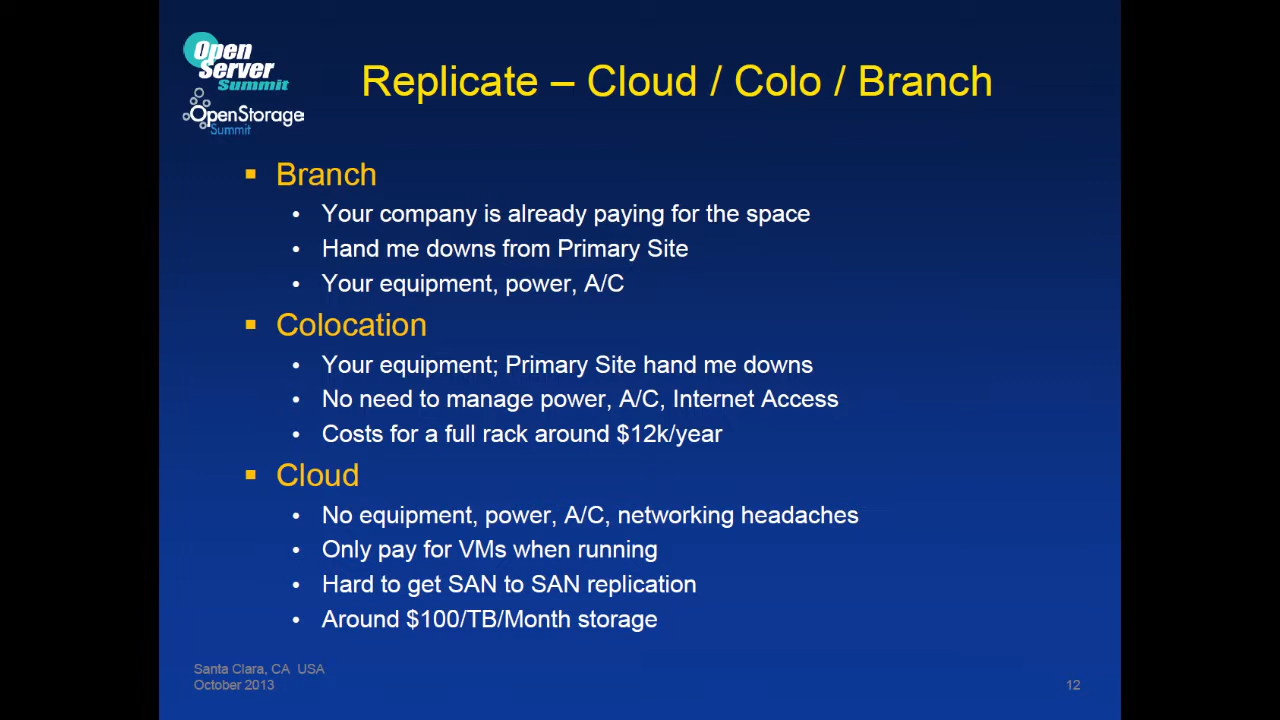 Open
Server
Summit
OpenStorage
Summit
Replicate – Cloud / Colo / Branch
▪ Branch
• Your company is already paying for the space
• Hand me downs from Primary Site
• Your equipment, power, A/C
▪ Colocation
• Your equipment; Primary Site hand me downs
• No need to manage power, A/C, Internet Access
• Costs for a full rack around $12k/year
▪ Cloud
• No equipment, power, A/C, networking headaches
• Only pay for VMs when running
• Hard to get SAN to SAN replication
• Around $100/TB/Month storage
Santa Clara, CA  USA
October 2013
12